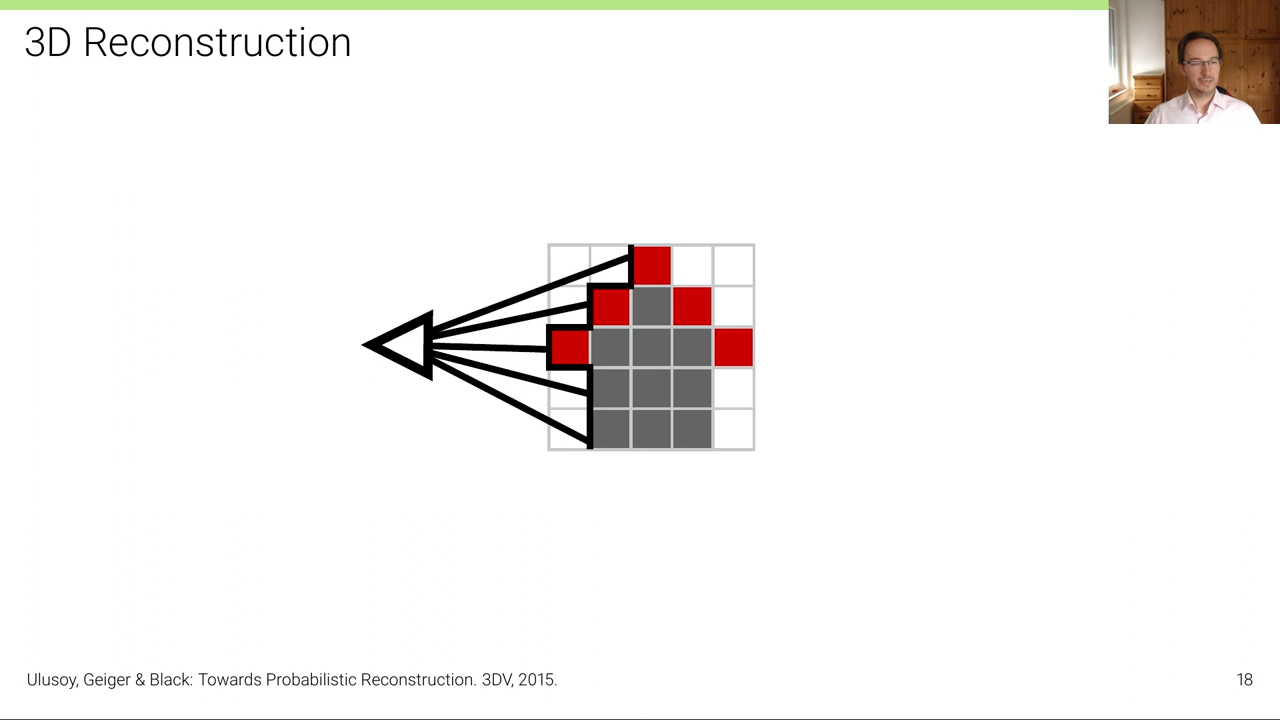 3D Reconstruction
Ulusoy, Geiger & Black: Towards Probabilistic Reconstruction. 3DV, 2015.
18